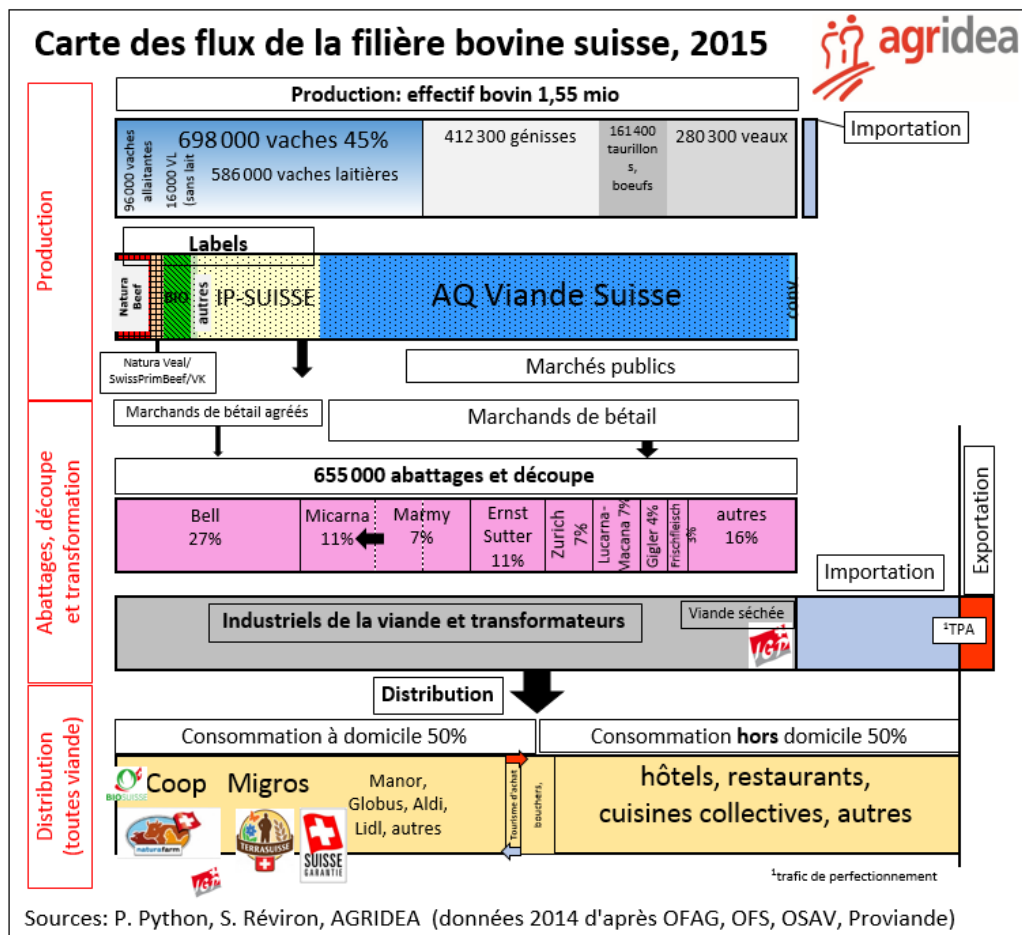 Carte des flux de la filière bovine suisse, 2015
agridea
Production
Production: effectif bovin 1,55 mio
Importation
96 000 vaches
allaitantes
16 000 VL
(sans lait
698 000 vaches 45%
586 000 vaches laitières
412 300 génisses
161 400
taurillon
s,
boeufs
280 300 veaux
Labels
Natura
Beef
BIO
autres
IP-SUISSE
AQ Viande Suisse
conv
Natura Veal/
SwissPrimBeef/VK
Marchés publics
Abattages, découpe
et transformation
Marchands de bétail agréés
Marchands de bétail
655 000 abattages et découpe
Bell
27%
Micarna
11%
Marmy
7%
Ernst
Sutter
11%
Zurich
7%
Lucarna-
Macana 7%
Gigler 4%
Frischfleisch
3%
autres
16%
Importation
Exportation
Industriels de la viande et transformateurs
Viande séchée
IGP
¹TPA
Distribution
Distribution
(toutes viande)
Consommation à domicile 50%
Consommation hors domicile 50%
BIOSUISSE
Coop
Migros
Manor,
Globus, Aldi,
Lidl, autres
Tourisme d'achat
bouchers,
hôtels, restaurants,
cuisines collectives, autres
naturafarm
TERRASUISSE
SUISSE
GARANTIE
IGP
¹trafic de perfectionnement
Sources: P. Python, S. Réviron, AGRIDEA (données 2014 d'après OFAG, OFS, OSAV, Proviande)